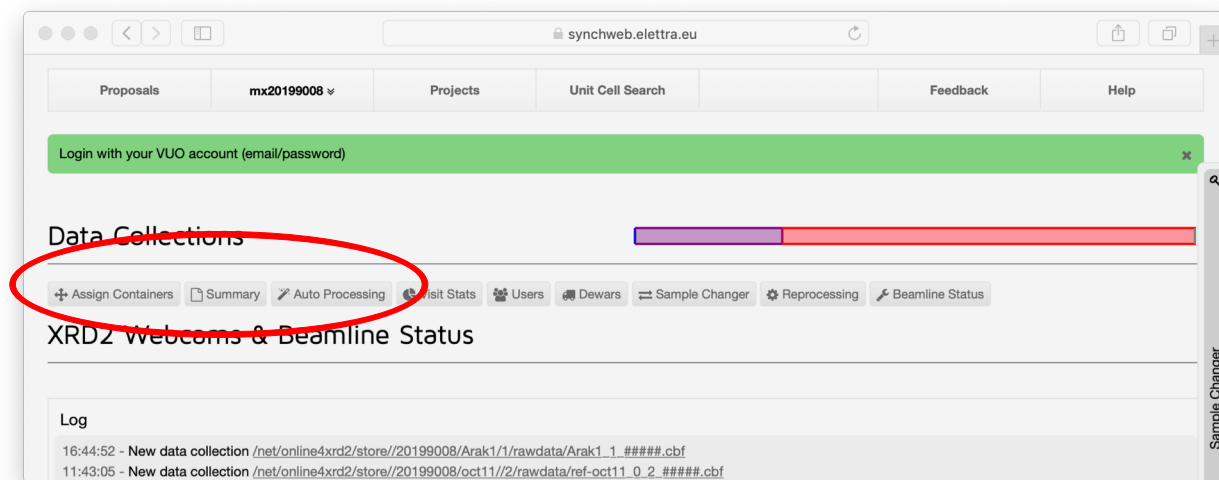 synchweb.elettra.eu
Proposals mx20199008 Projects Unit Cell Search Feedback Help
Login with your VUO account (email/password)
Data Collections
Assign Containers Summary Auto Processing Visit Stats Users Dewars Sample Changer Reprocessing Beamline Status
XRD2 Webcams & Beamline Status
Sample Changer
Log
16:44:52 - New data collection /net/online4xrd2/store//20199008/Arak1/1/rawdata/Arak1_1_#####.cbf
11:43:05 - New data collection /net/online4xrd2/store//20199008/oct11//2/rawdata/ref-oct11_0_2_#####.cbf